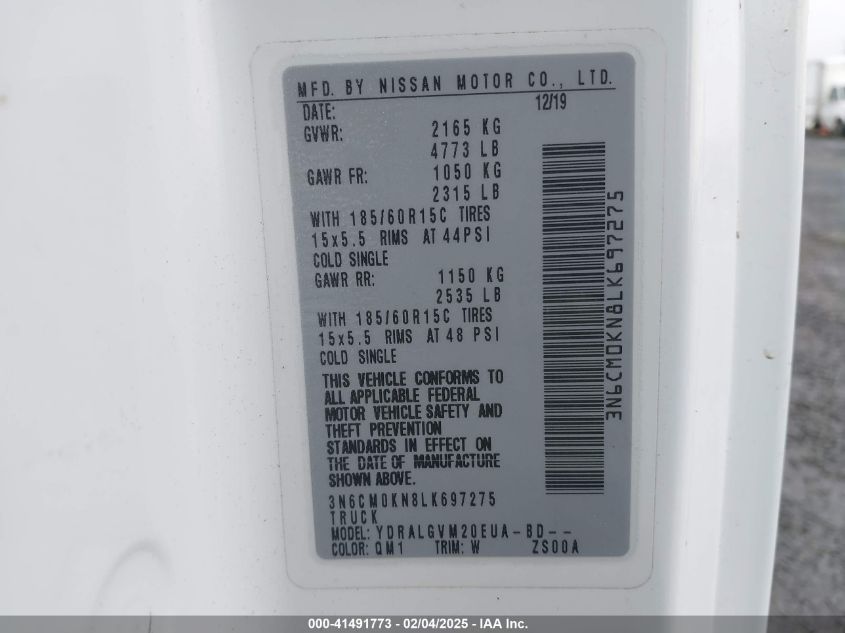 MFD. BY NISSAN MOTOR CO., LTD.
DATE: 12/19
GVWR: 2165 KG
4773 LB
GAWR FR: 1050 KG
2315 LB
WITH 185/60R15C TIRES
15x5.5 RIMS AT 44PSI
COLD SINGLE
GAWR RR: 1150 KG
2535 LB
WITH 185/60R15C TIRES
15x5.5 RIMS AT 48 PSI
COLD SINGLE
THIS VEHICLE CONFORMS TO
ALL APPLICABLE FEDERAL
MOTOR VEHICLE SAFETY AND
THEFT PREVENTION
STANDARDS IN EFFECT ON
THE DATE OF MANUFACTURE
SHOWN ABOVE.
3N6CM0KN8LK697275
TRUCK
MODEL: YDRALGVM20EUA-BD--
COLOR: QM1 TRIM: W ZS00A
3N6CM0KN8LK697275
000-41491773 - 02/04/2025 - IAA Inc.